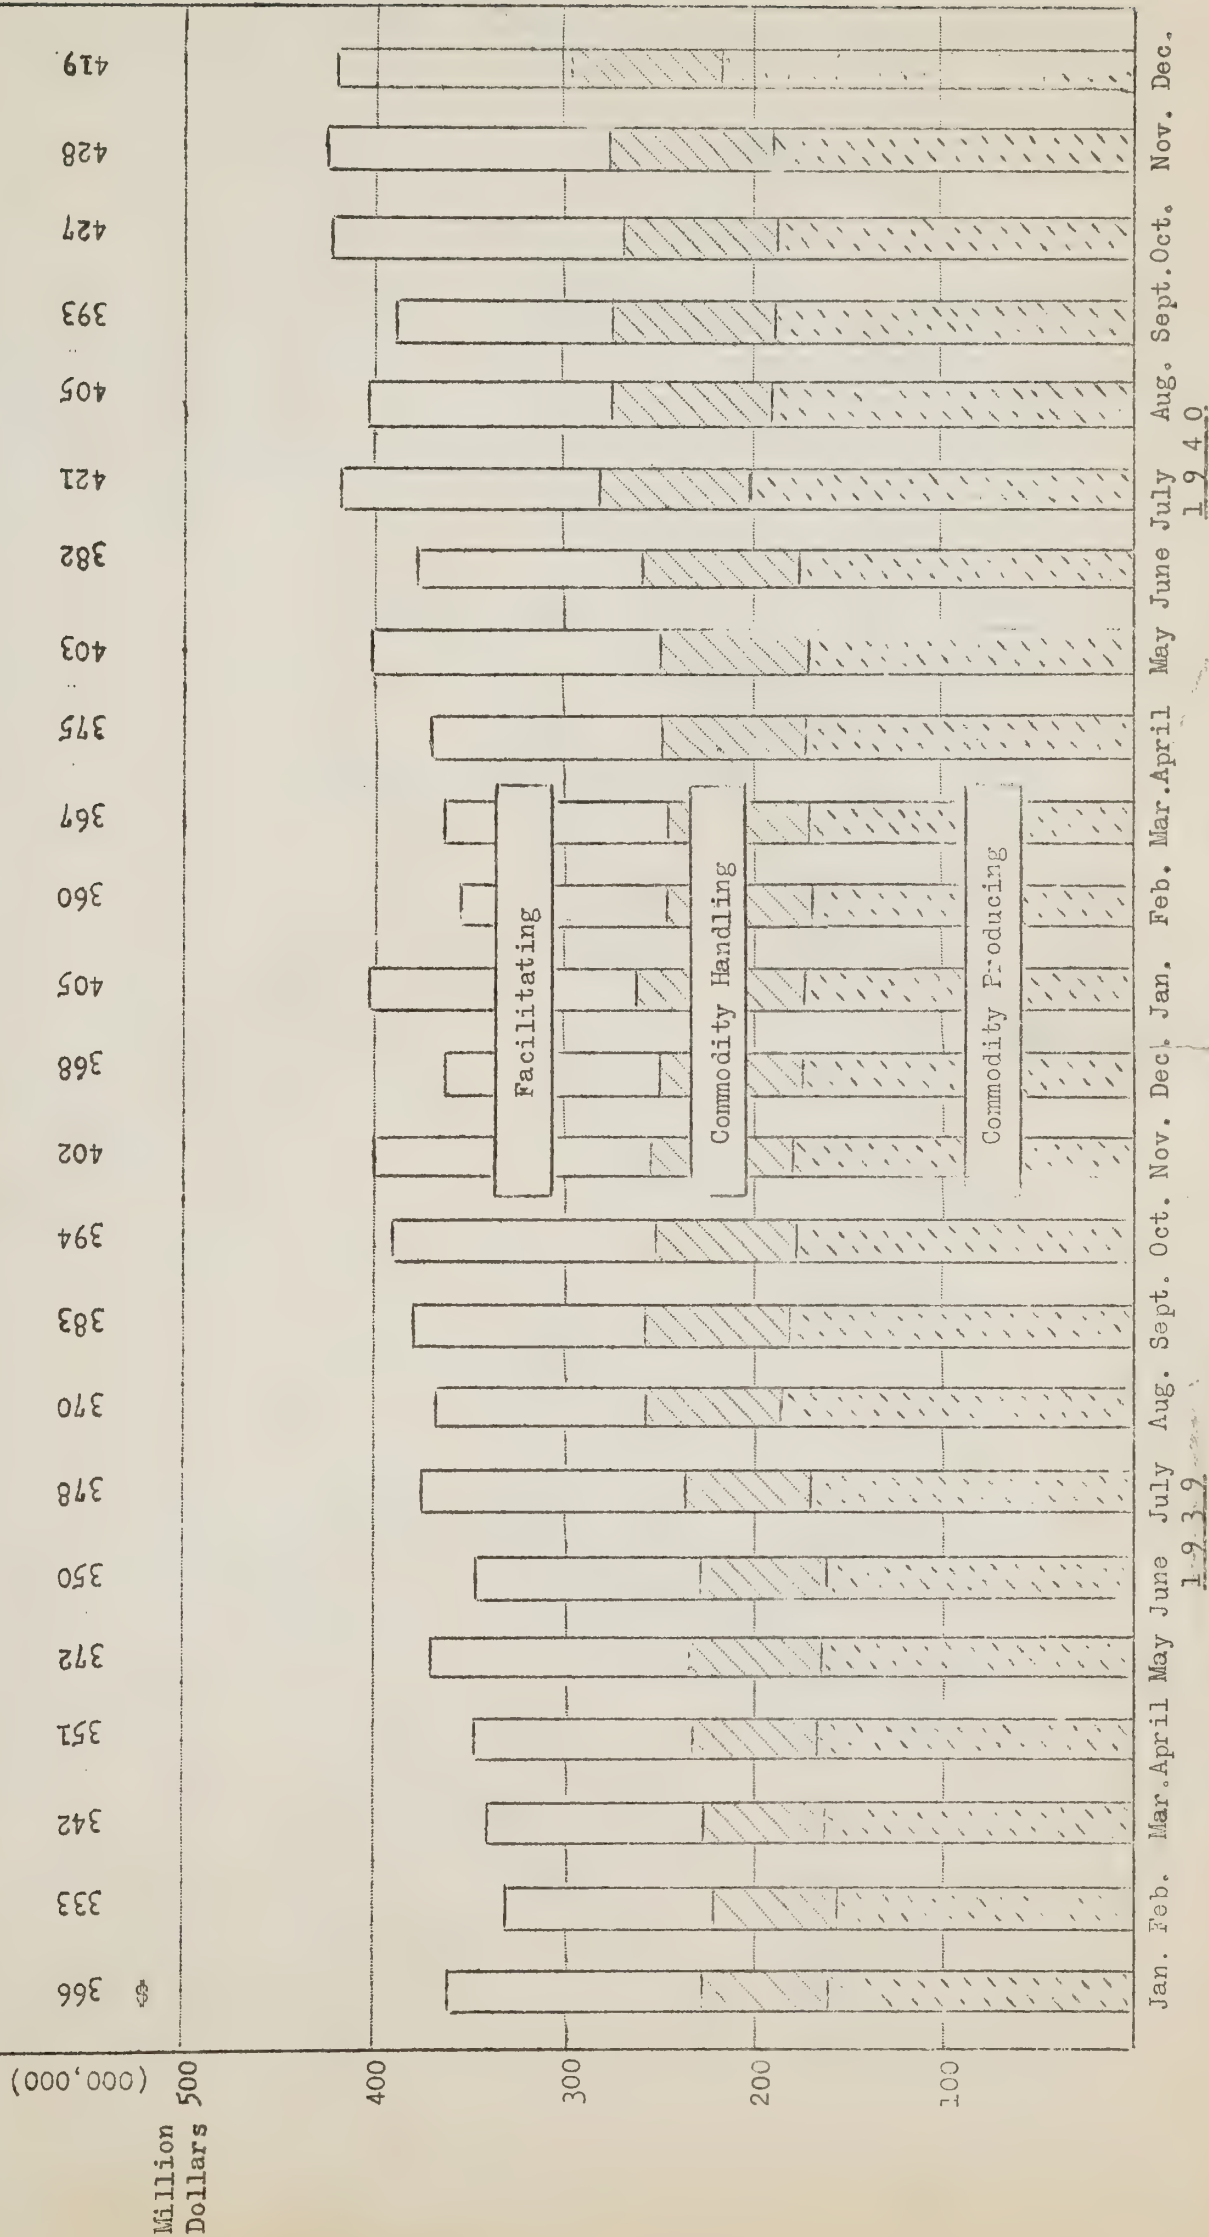 $ 366 333 342 351 372 350 378 370 383 394 402 368 405 360 367 375 403 382 421 405 393 427 428 419
(000,000)
Million
Dollars 500
400
300
200
100
Facilitating
Commodity Handling
Commodity Producing
Jan. Feb. Mar. April May June July Aug. Sept. Oct. Nov. Dec. Jan. Feb. Mar. April May June July Aug. Sept. Oct. Nov. Dec.
1 9 3 9
1 9 4 0